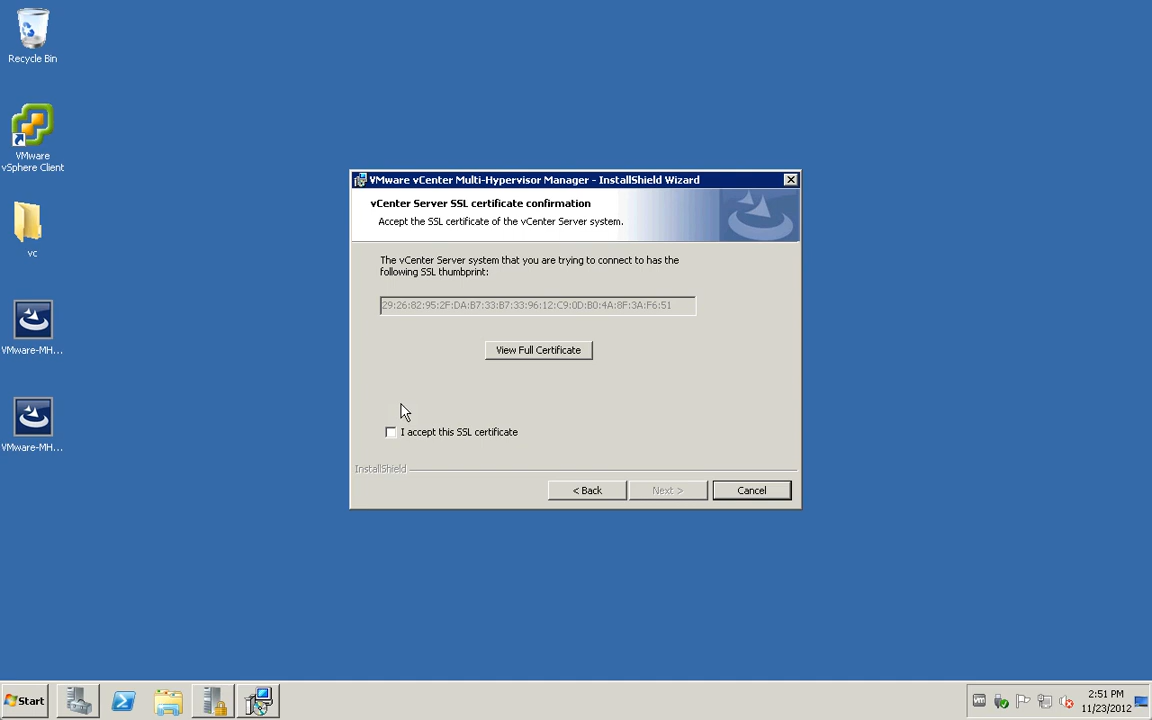 Recycle Bin
VMware
vSphere Client
vc
VMware-MH...
VMware-MH...
VMware vCenter Multi-Hypervisor Manager - InstallShield Wizard
vCenter Server SSL certificate confirmation
Accept the SSL certificate of the vCenter Server system.
The vCenter Server system that you are trying to connect to has the
following SSL thumbprint:
29:26:82:95:2F:DA:B7:33:B7:33:96:12:C9:0D:B0:4A:8F:3A:F6:51
View Full Certificate
I accept this SSL certificate
InstallShield
< Back
Next >
Cancel
Start
2:51 PM
11/23/2012